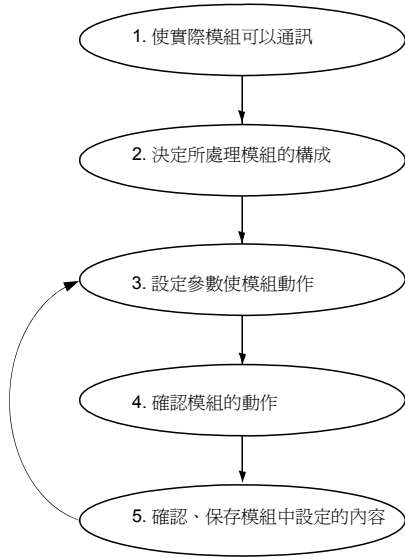 1. 使實際模組可以通訊
2. 決定所處理模組的構成
3. 設定參數使模組動作
4. 確認模組的動作
5. 確認、保存模組中設定的內容